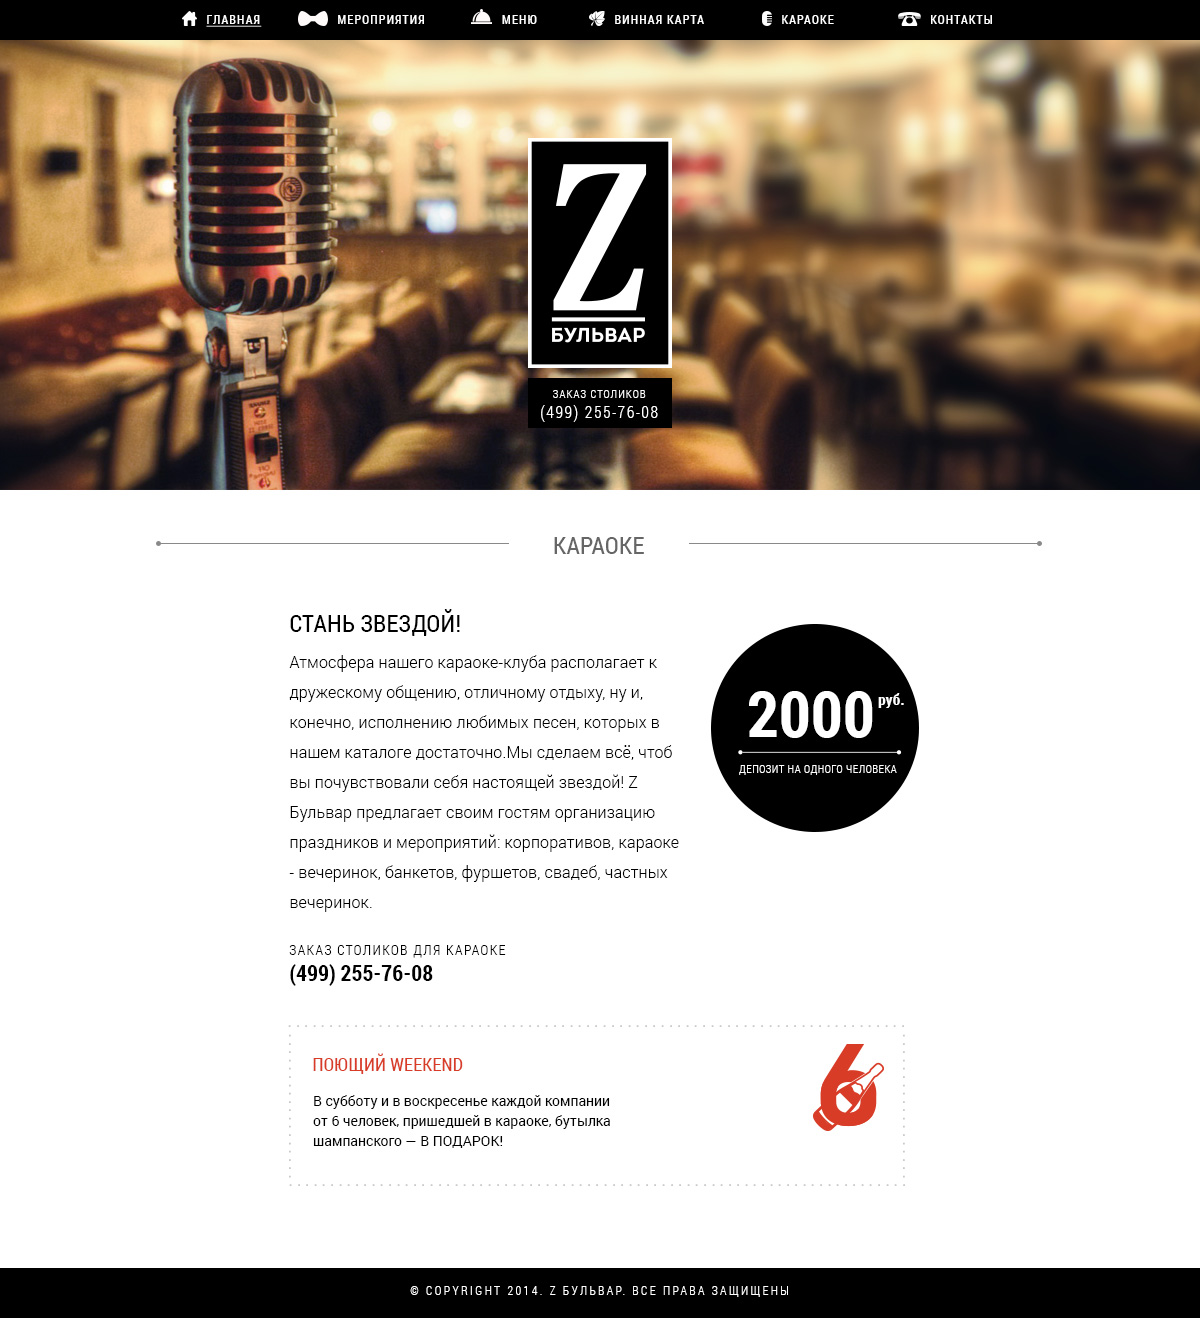 ГЛАВНАЯ МЕРОПРИЯТИЯ МЕНЮ ВИННАЯ КАРТА КАРАОКЕ КОНТАКТЫ
Z
БУЛЬВАР
ЗАКАЗ СТОЛИКОВ
(499) 255-76-08
КАРАОКЕ
СТАНЬ ЗВЕЗДОЙ!
Атмосфера нашего караоке-клуба располагает к
дружескому общению, отличному отдыху, ну и,
конечно, исполнению любимых песен, которых в
нашем каталоге достаточно.Мы сделаем всё, чтоб
вы почувствовали себя настоящей звездой! Z
Бульвар предлагает своим гостям организацию
праздников и мероприятий: корпоративов, караоке
- вечеринок, банкетов, фуршетов, свадеб, частных
вечеринок.
2000 руб.
ДЕПОЗИТ НА ОДНОГО ЧЕЛОВЕКА
ЗАКАЗ СТОЛИКОВ ДЛЯ КАРАОКЕ
(499) 255-76-08
ПОЮЩИЙ WEEKEND
В субботу и в воскресенье каждой компании
от 6 человек, пришедшей в караоке, бутылка
шампанского — В ПОДАРОК!
6
© COPYRIGHT 2014. Z БУЛЬВАР. ВСЕ ПРАВА ЗАЩИЩЕНЫ